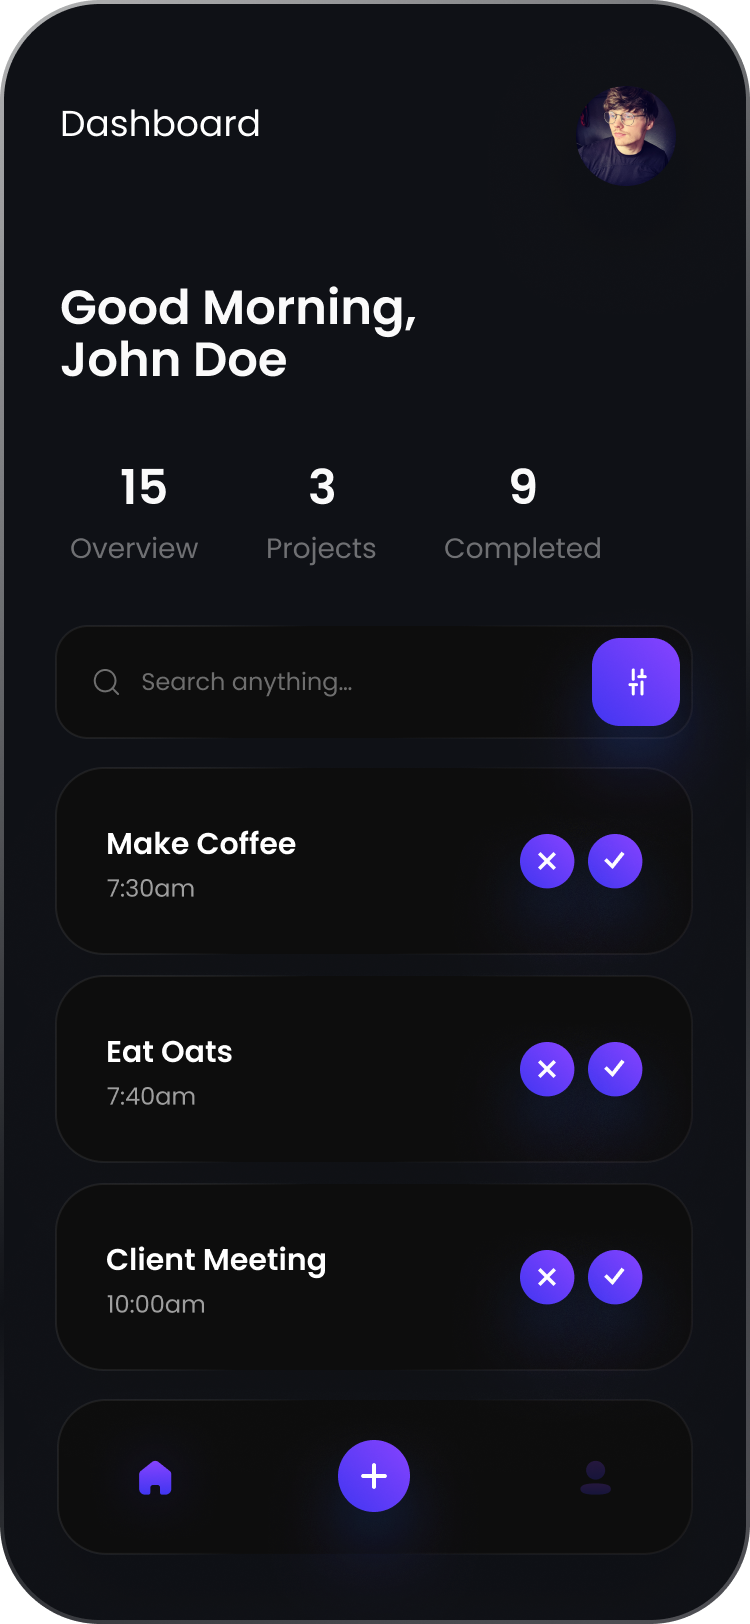 Dashboard
Good Morning,
John Doe
15
Overview
3
Projects
9
Completed
Search anything...
Make Coffee
7:30am
Eat Oats
7:40am
Client Meeting
10:00am